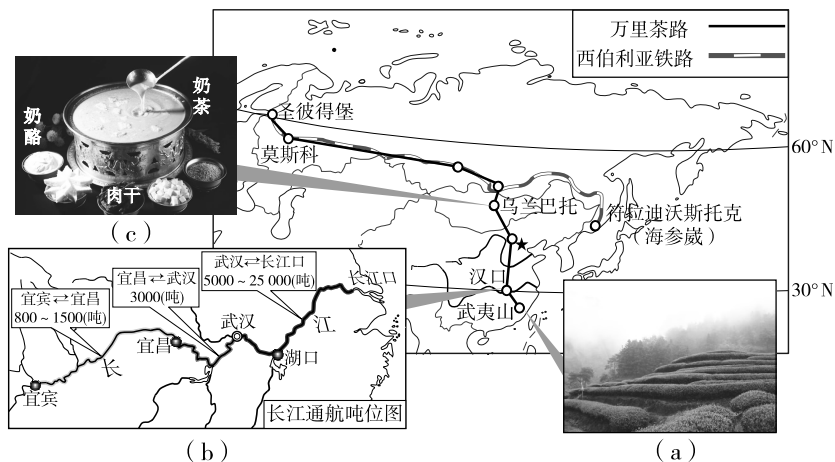 万里茶路
西伯利亚铁路
圣彼得堡
莫斯科
乌兰巴托
符拉迪沃斯托克
(海参崴)
汉口
武夷山
60°N
30°N
奶茶
奶酪
肉干
(c)
武汉⇌长江口
5000~25 000(吨)
宜昌⇌武汉
3000(吨)
宜宾⇌宜昌
800~1500(吨)
长江口
武汉
江
宜昌
长
湖口
宜宾
长江通航吨位图
(b)
(a)